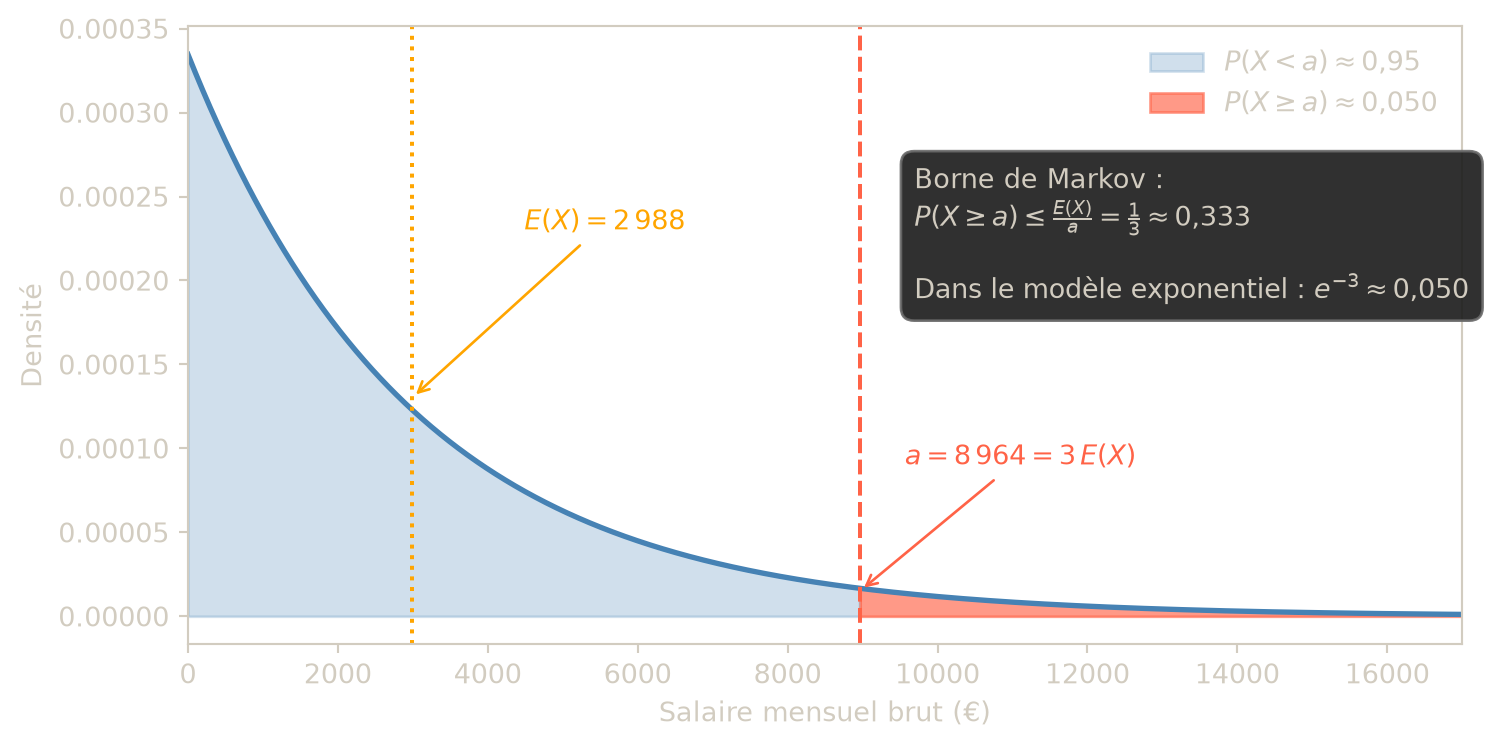 0.00035
0.00030
0.00025
0.00020
0.00015
0.00010
0.00005
0.00000
Densité
P(X < a) ≈ 0,95
P(X ≥ a) ≈ 0,050
Borne de Markov :
P(X ≥ a) ≤ E(X)/a = 1/3 ≈ 0,333
Dans le modèle exponentiel : e⁻³ ≈ 0,050
E(X) = 2 988
a = 8 964 = 3 E(X)
0 2000 4000 6000 8000 10000 12000 14000 16000
Salaire mensuel brut (€)